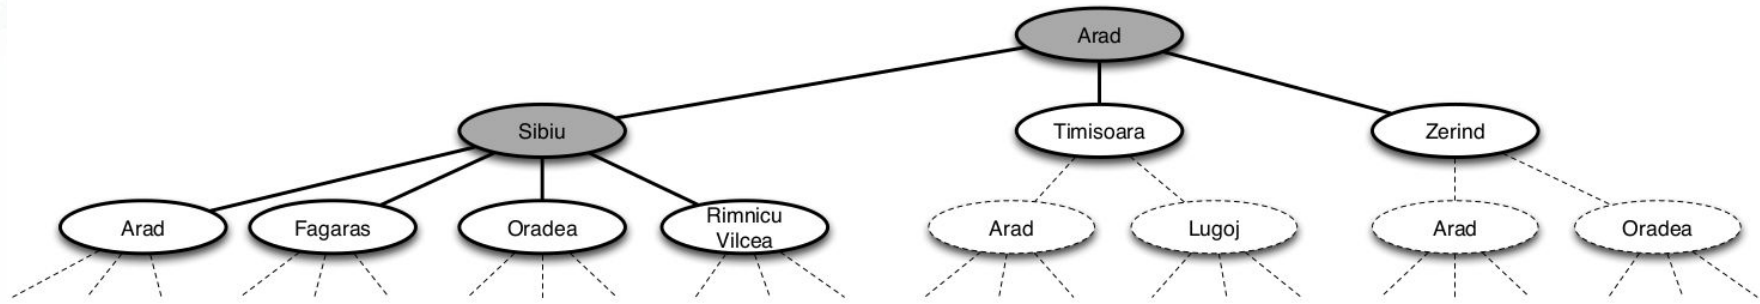 Arad
Sibiu
Timisoara
Zerind
Arad
Fagaras
Oradea
Rimnicu
Vilcea
Arad
Lugoj
Arad
Oradea